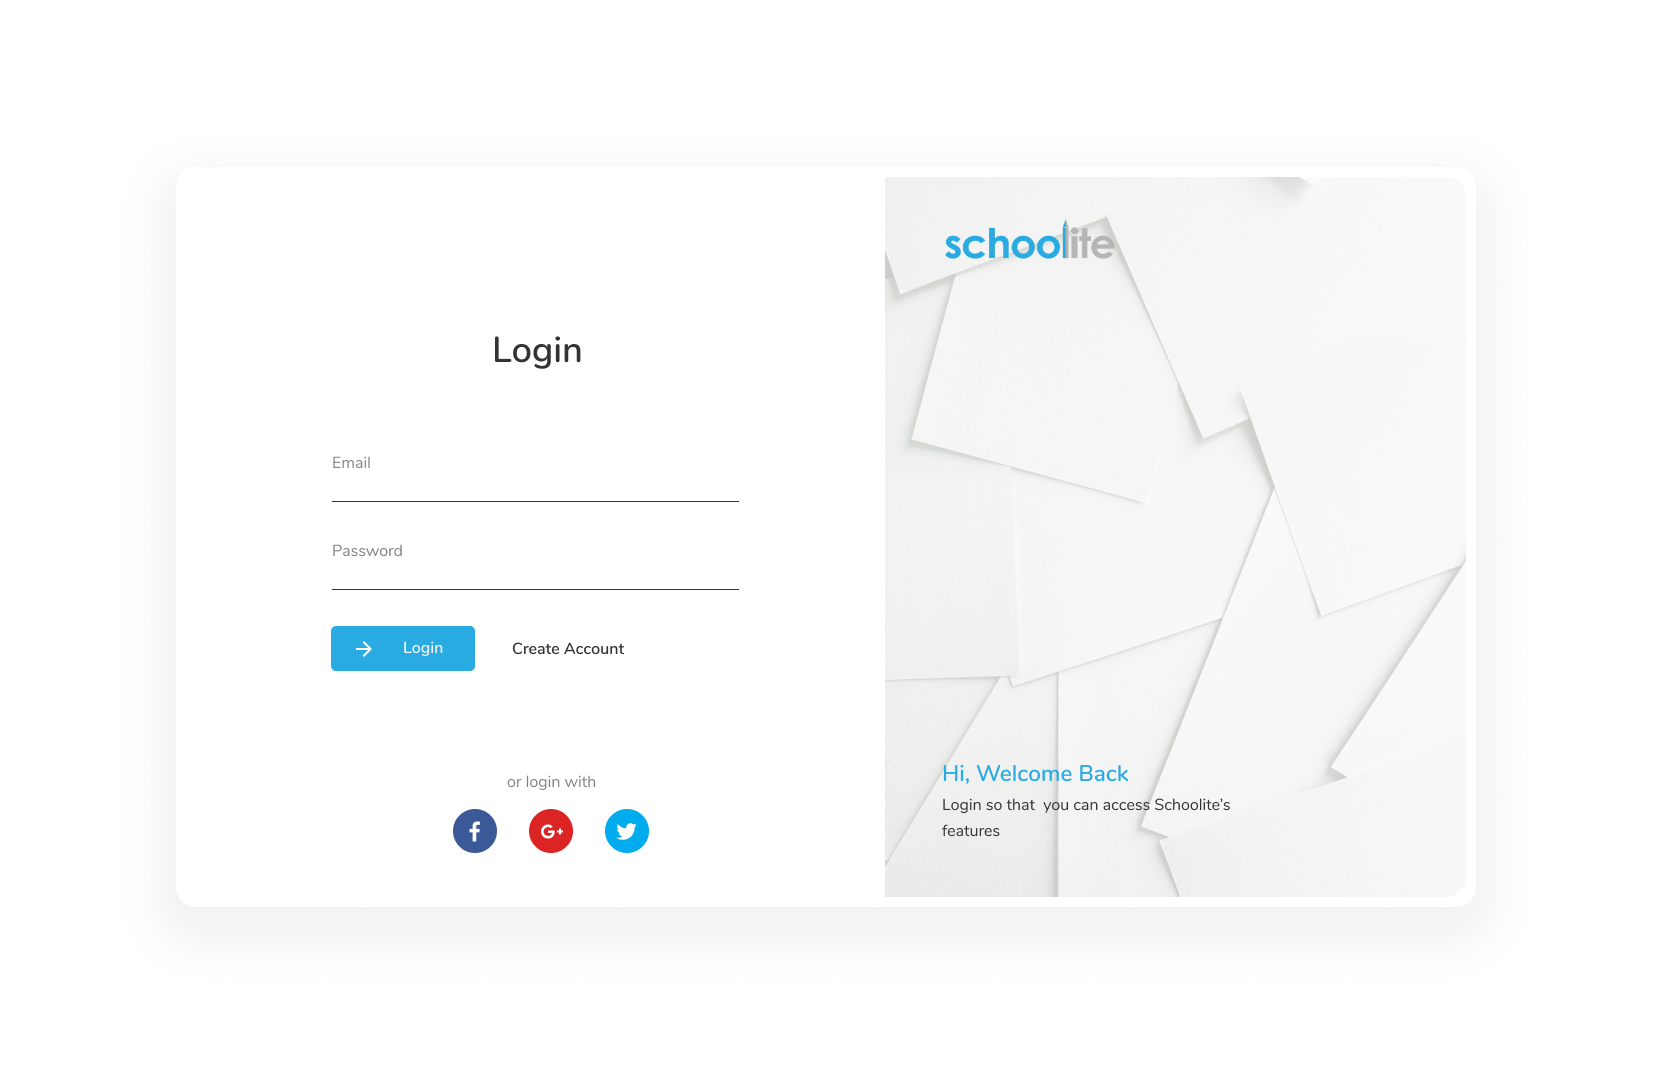 Login
Email
Password
Login
Create Account
or login with
schoolite
Hi, Welcome Back
Login so that  you can access Schoolite's
features